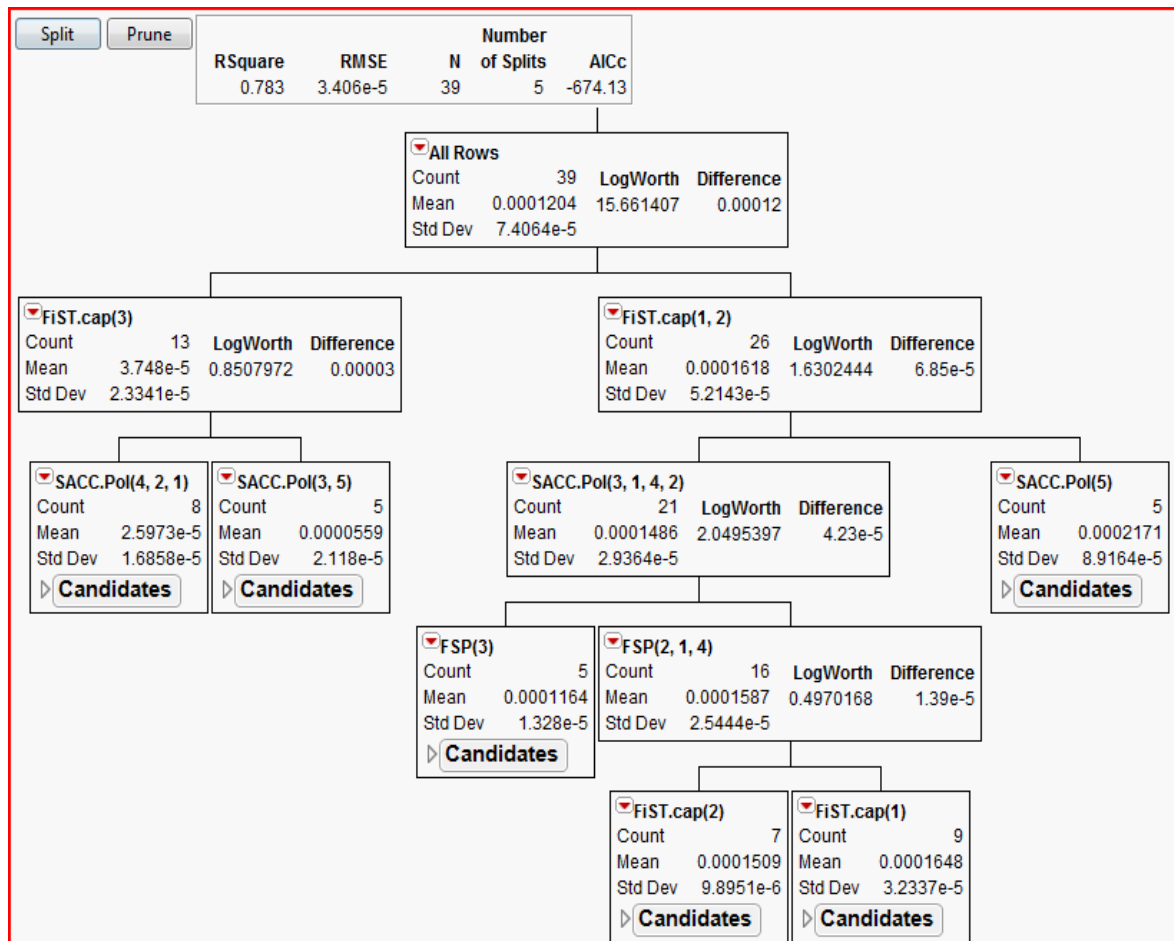 Split Prune
Number
RSquare RMSE N of Splits AICc
0.783 3.406e-5 39 5 -674.13
All Rows
Count 39 LogWorth Difference
Mean 0.0001204 15.661407 0.00012
Std Dev 7.4064e-5
FiST.cap(3)
Count 13 LogWorth Difference
Mean 3.748e-5 0.8507972 0.00003
Std Dev 2.3341e-5
FiST.cap(1, 2)
Count 26 LogWorth Difference
Mean 0.0001618 1.6302444 6.85e-5
Std Dev 5.2143e-5
SACC.Pol(4, 2, 1)
Count 8
Mean 2.5973e-5
Std Dev 1.6858e-5
Candidates
SACC.Pol(3, 5)
Count 5
Mean 0.0000559
Std Dev 2.118e-5
Candidates
SACC.Pol(3, 1, 4, 2)
Count 21 LogWorth Difference
Mean 0.0001486 2.0495397 4.23e-5
Std Dev 2.9364e-5
SACC.Pol(5)
Count 5
Mean 0.0002171
Std Dev 8.9164e-5
Candidates
FSP(3)
Count 5
Mean 0.0001164
Std Dev 1.328e-5
Candidates
FSP(2, 1, 4)
Count 16 LogWorth Difference
Mean 0.0001587 0.4970168 1.39e-5
Std Dev 2.5444e-5
FiST.cap(2)
Count 7
Mean 0.0001509
Std Dev 9.8951e-6
Candidates
FiST.cap(1)
Count 9
Mean 0.0001648
Std Dev 3.2337e-5
Candidates